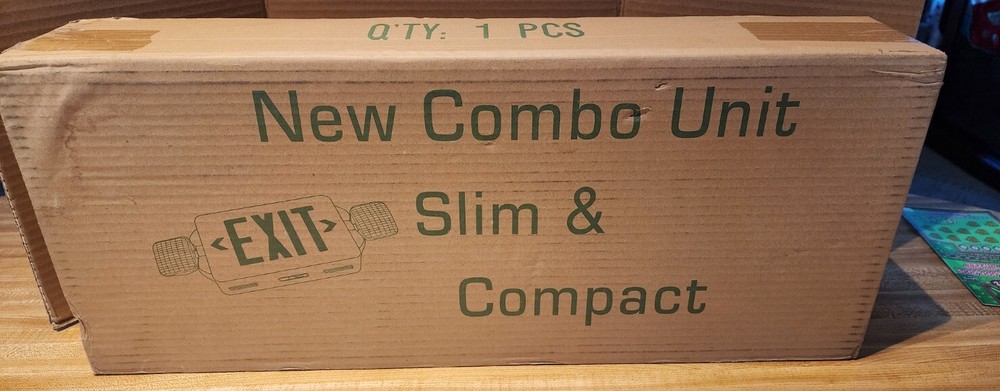 Q'TY: 1 PCS
New Combo Unit
Slim &
Compact
<EXIT>